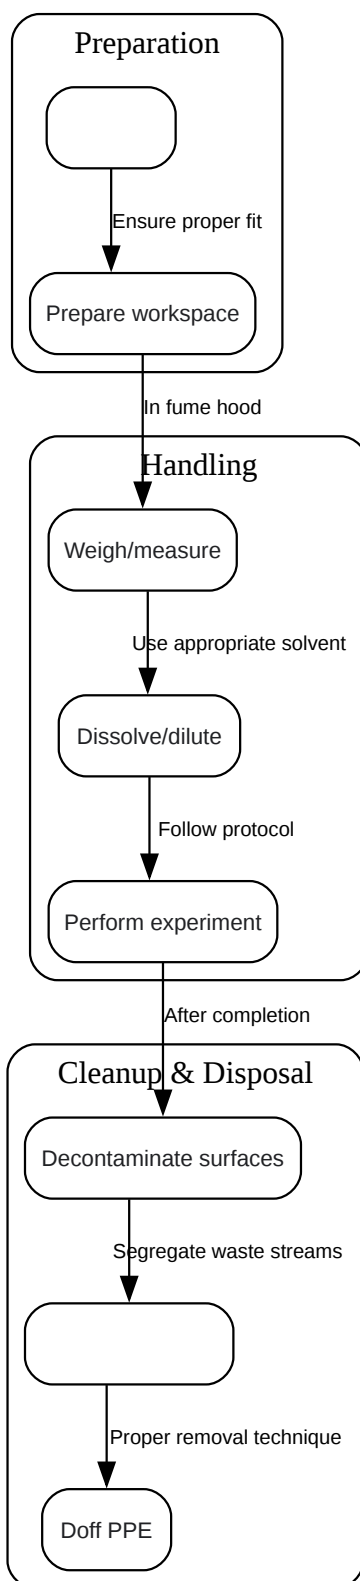 Preparation
Ensure proper fit
Prepare workspace
In fume hood
Handling
Weigh/measure
Use appropriate solvent
Dissolve/dilute
Follow protocol
Perform experiment
After completion
Cleanup & Disposal
Decontaminate surfaces
Segregate waste streams
Proper removal technique
Doff PPE